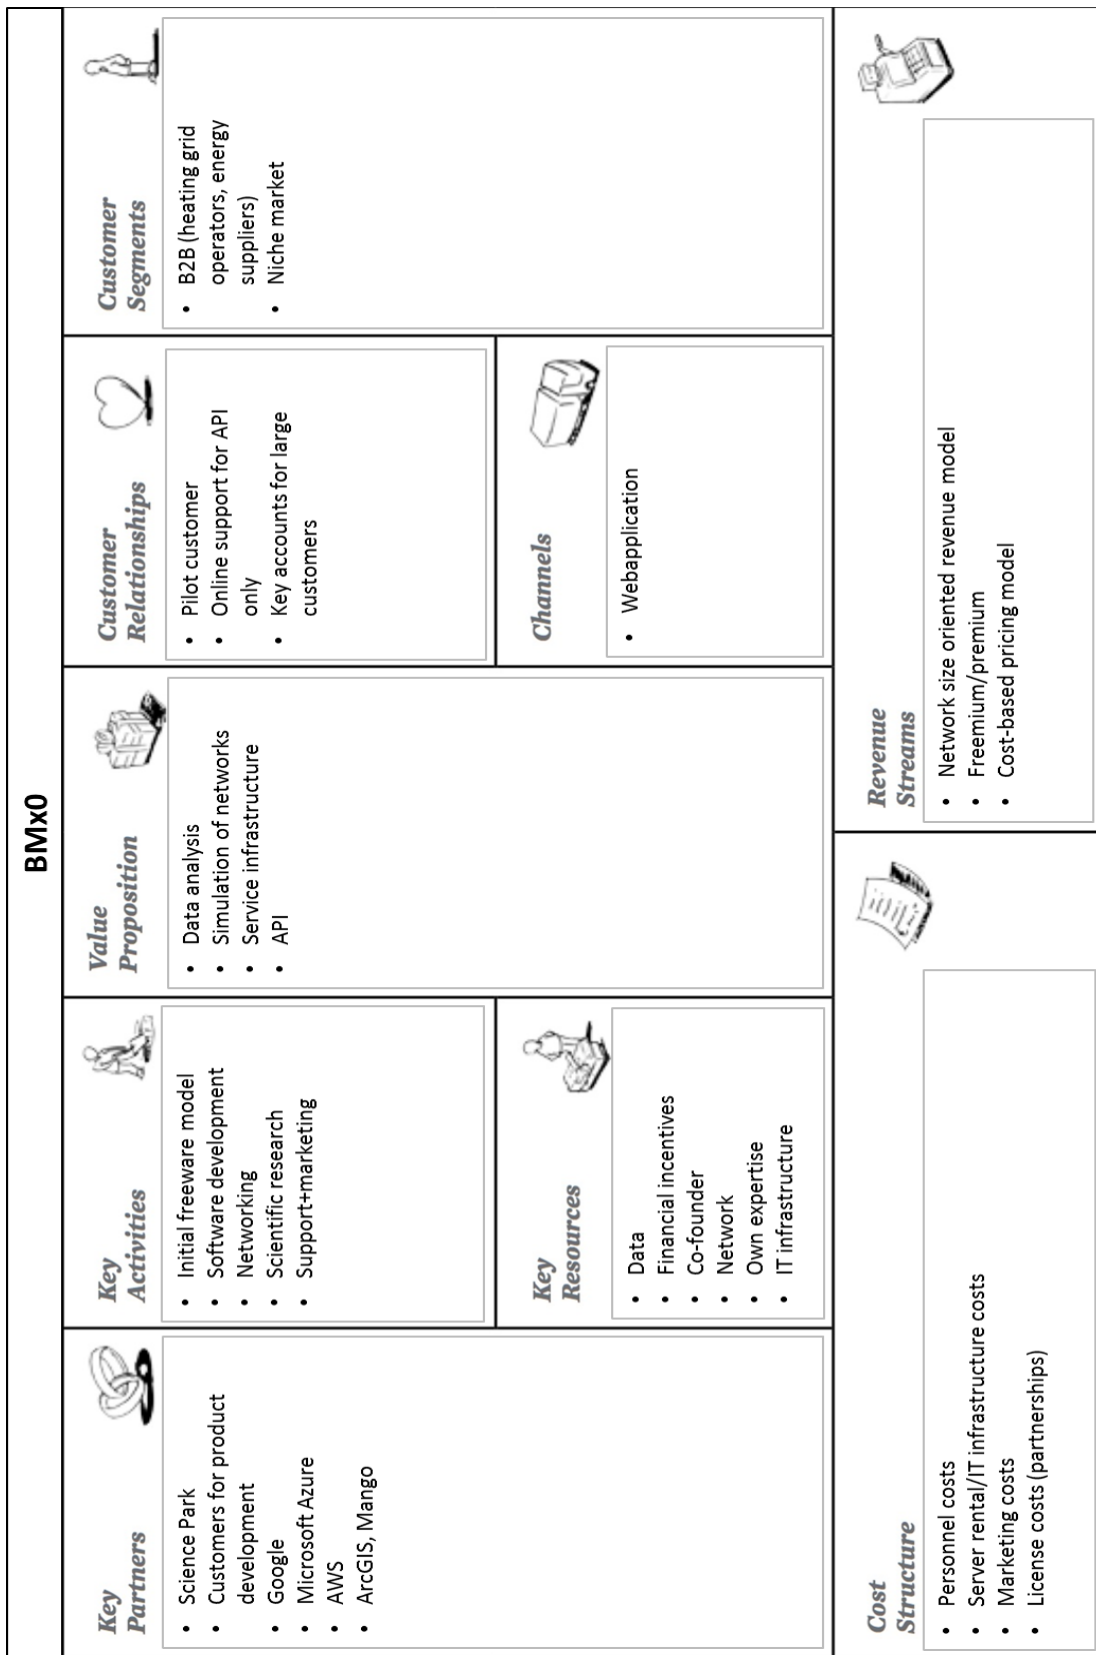 BMx0
Key
Partners
• Science Park
• Customers for product
development
• Google
• Microsoft Azure
• AWS
• ArcGIS, Mango
Key
Activities
• Initial freeware model
• Software development
• Networking
• Scientific research
• Support+marketing
Key
Resources
• Data
• Financial incentives
• Co-founder
• Network
• Own expertise
• IT infrastructure
Value
Proposition
• Data analysis
• Simulation of networks
• Service infrastructure
• API
Customer
Relationships
• Pilot customer
• Online support for API
only
• Key accounts for large
customers
Channels
• Webapplication
Customer
Segments
• B2B (heating grid
operators, energy
suppliers)
• Niche market
Cost
Structure
• Personnel costs
• Server rental/IT infrastructure costs
• Marketing costs
• License costs (partnerships)
Revenue
Streams
• Network size oriented revenue model
• Freemium/premium
• Cost-based pricing model